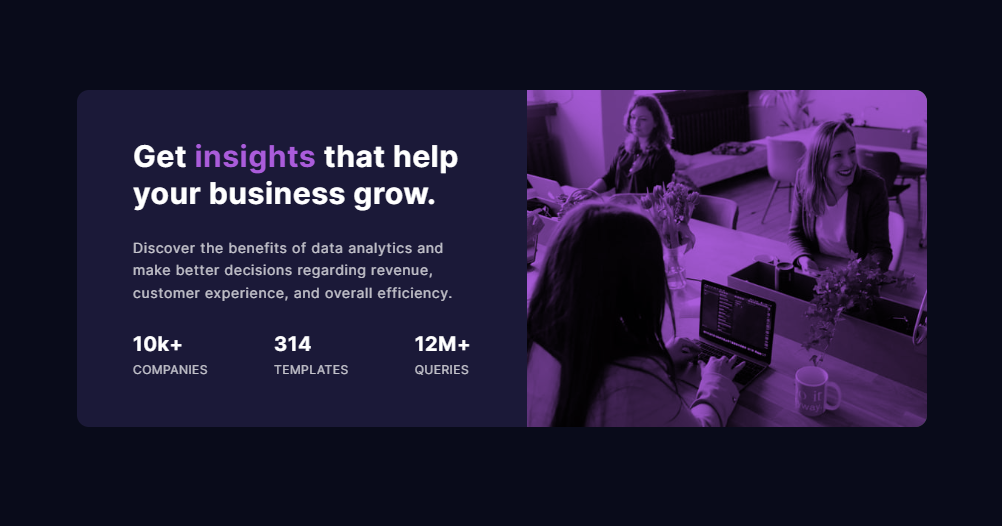 Get insights that help
your business grow.
Discover the benefits of data analytics and
make better decisions regarding revenue,
customer experience, and overall efficiency.
10k+ 314 12M+
COMPANIES TEMPLATES QUERIES